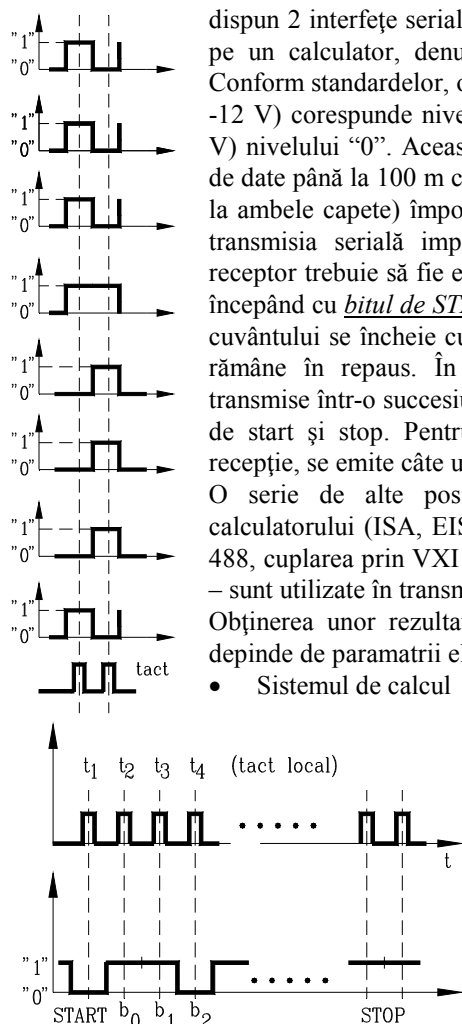 "1"
"0"
"1"
"0"
"1"
"0"
"1"
"0"
"1"
"0"
"1"
"0"
"1"
"0"
"1"
"0"
tact
dispun 2 interfeţe serial
pe un calculator, denu
Conform standardelor, c
-12 V) corespunde nive
V) nivelului “0”. Aceas
de date până la 100 m c
la ambele capete) împo
transmisia serială imp
receptor trebuie să fie e
începând cu bitul de ST
cuvântului se încheie cu
rămâne în repaus. În
transmise într-o succesiu
de start şi stop. Pentru
recepţie, se emite câte u
O serie de alte pos
calculatorului (ISA, EIS
488, cuplarea prin VXI
– sunt utilizate în transm
Obţinerea unor rezulta
depinde de paramatrii el
• Sistemul de calcul
t1 t2 t3 t4 (tact local)
t
"1"
"0"
START b0 b1 b2 STOP